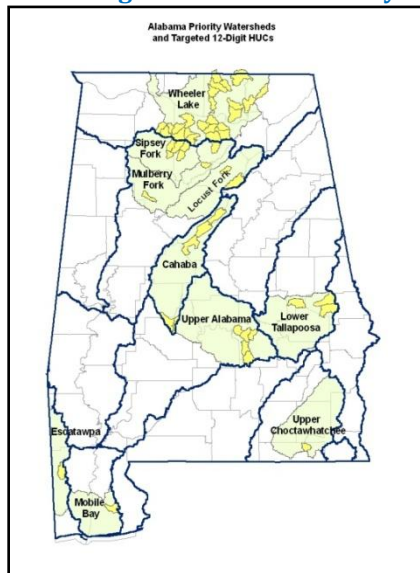 Alabama Priority Watersheds
and Targeted 12-Digit HUCs
Wheeler
Lake
Sipsey
Fork
Mulberry
Fork
Locust Fork
Cahaba
Upper Alabama
Lower
Tallapoosa
Upper
Choctawhatchee
Escatawpa
Mobile
Bay